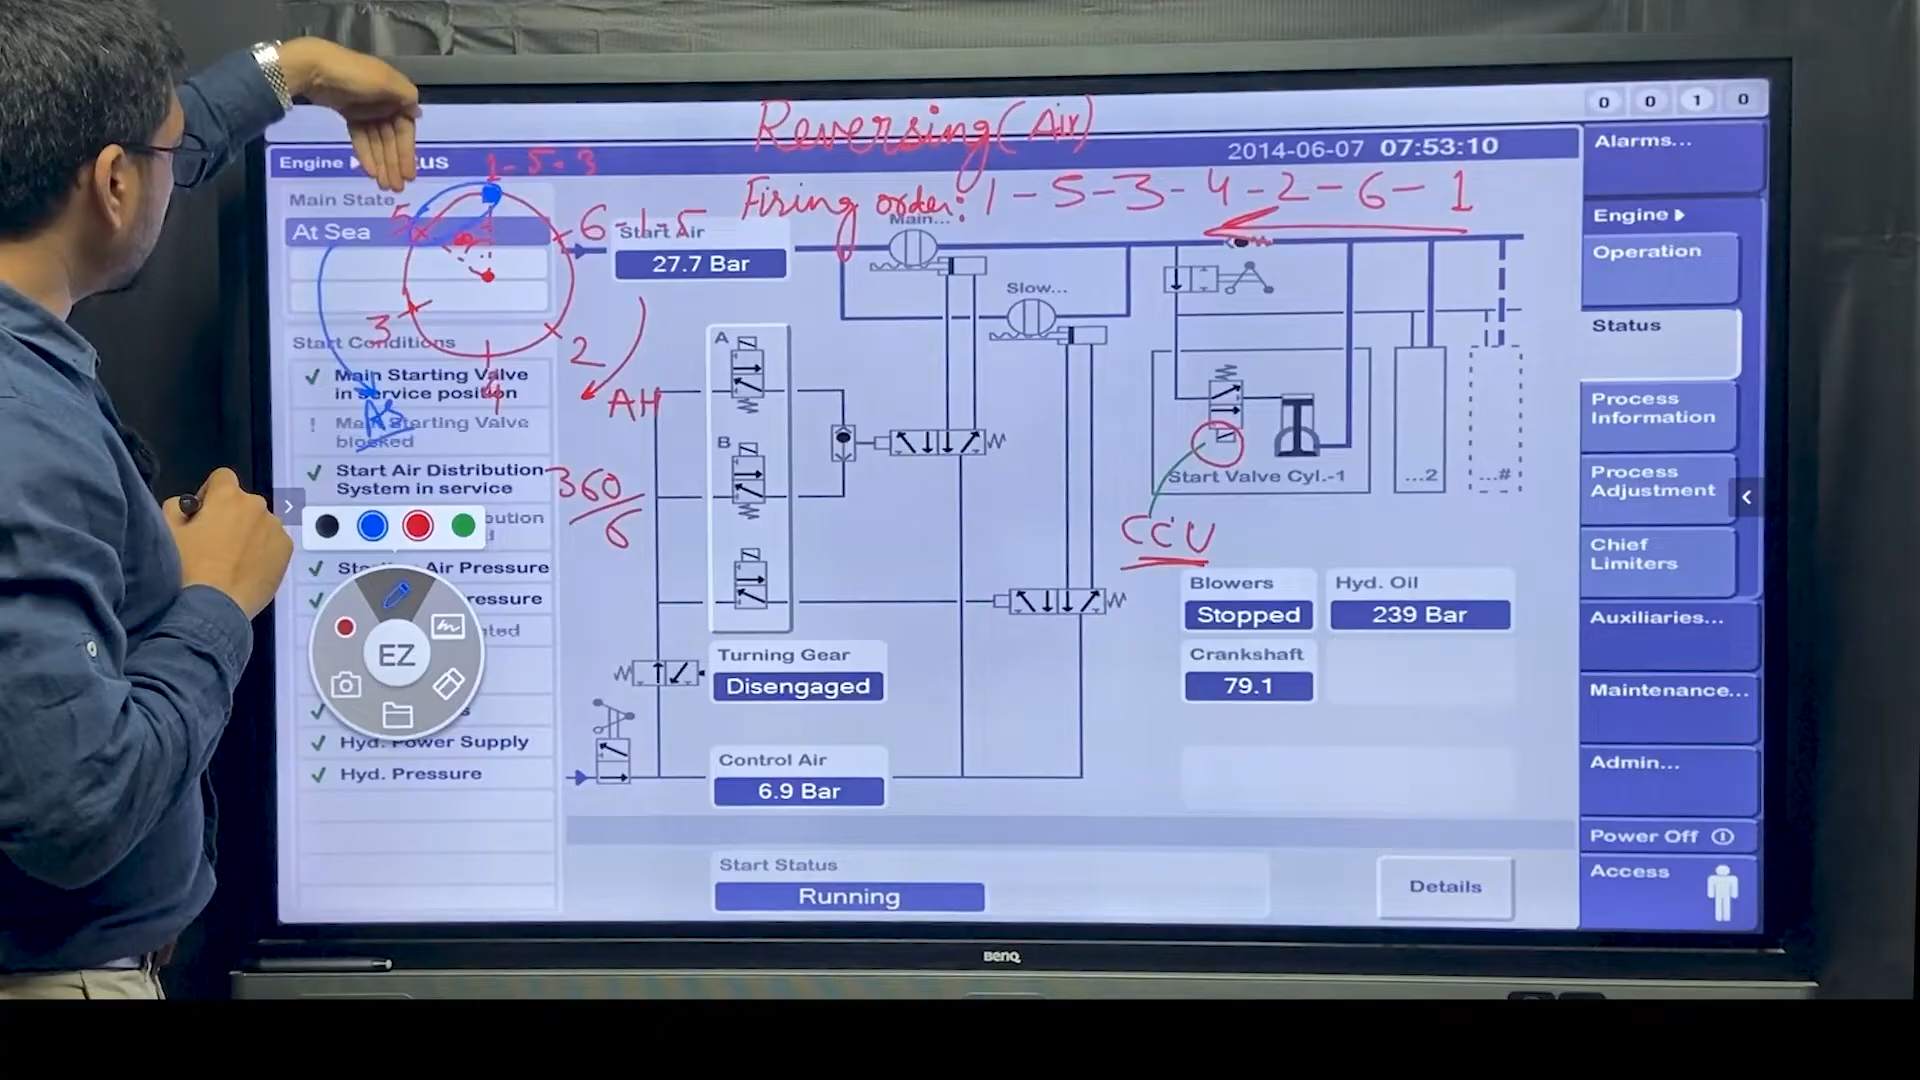 Reversing (Air)
0 0 1 0
Engine
2014-06-07 07:53:10
1-5-3
Firing order: 1-5-3-4-2-6-1
Main State
At Sea
5
6-1-5
Start Air
27.7 Bar
Main...
Slow...
3
2
4
AH
AS
360/6
Start Conditions
Main Starting Valve
in service position
Main Starting Valve
blocked
Start Air Distribution
System in service
Air Pressure
Hyd. Power Supply
Hyd. Pressure
EZ
A
B
Start Valve Cyl.-1
...2
...#
CCU
Blowers
Stopped
Hyd. Oil
239 Bar
Crankshaft
79.1
Turning Gear
Disengaged
Control Air
6.9 Bar
Start Status
Running
Details
Alarms...
Engine
Operation
Status
Process
Information
Process
Adjustment
Chief
Limiters
Auxiliaries...
Maintenance...
Admin...
Power Off
Access
BenQ